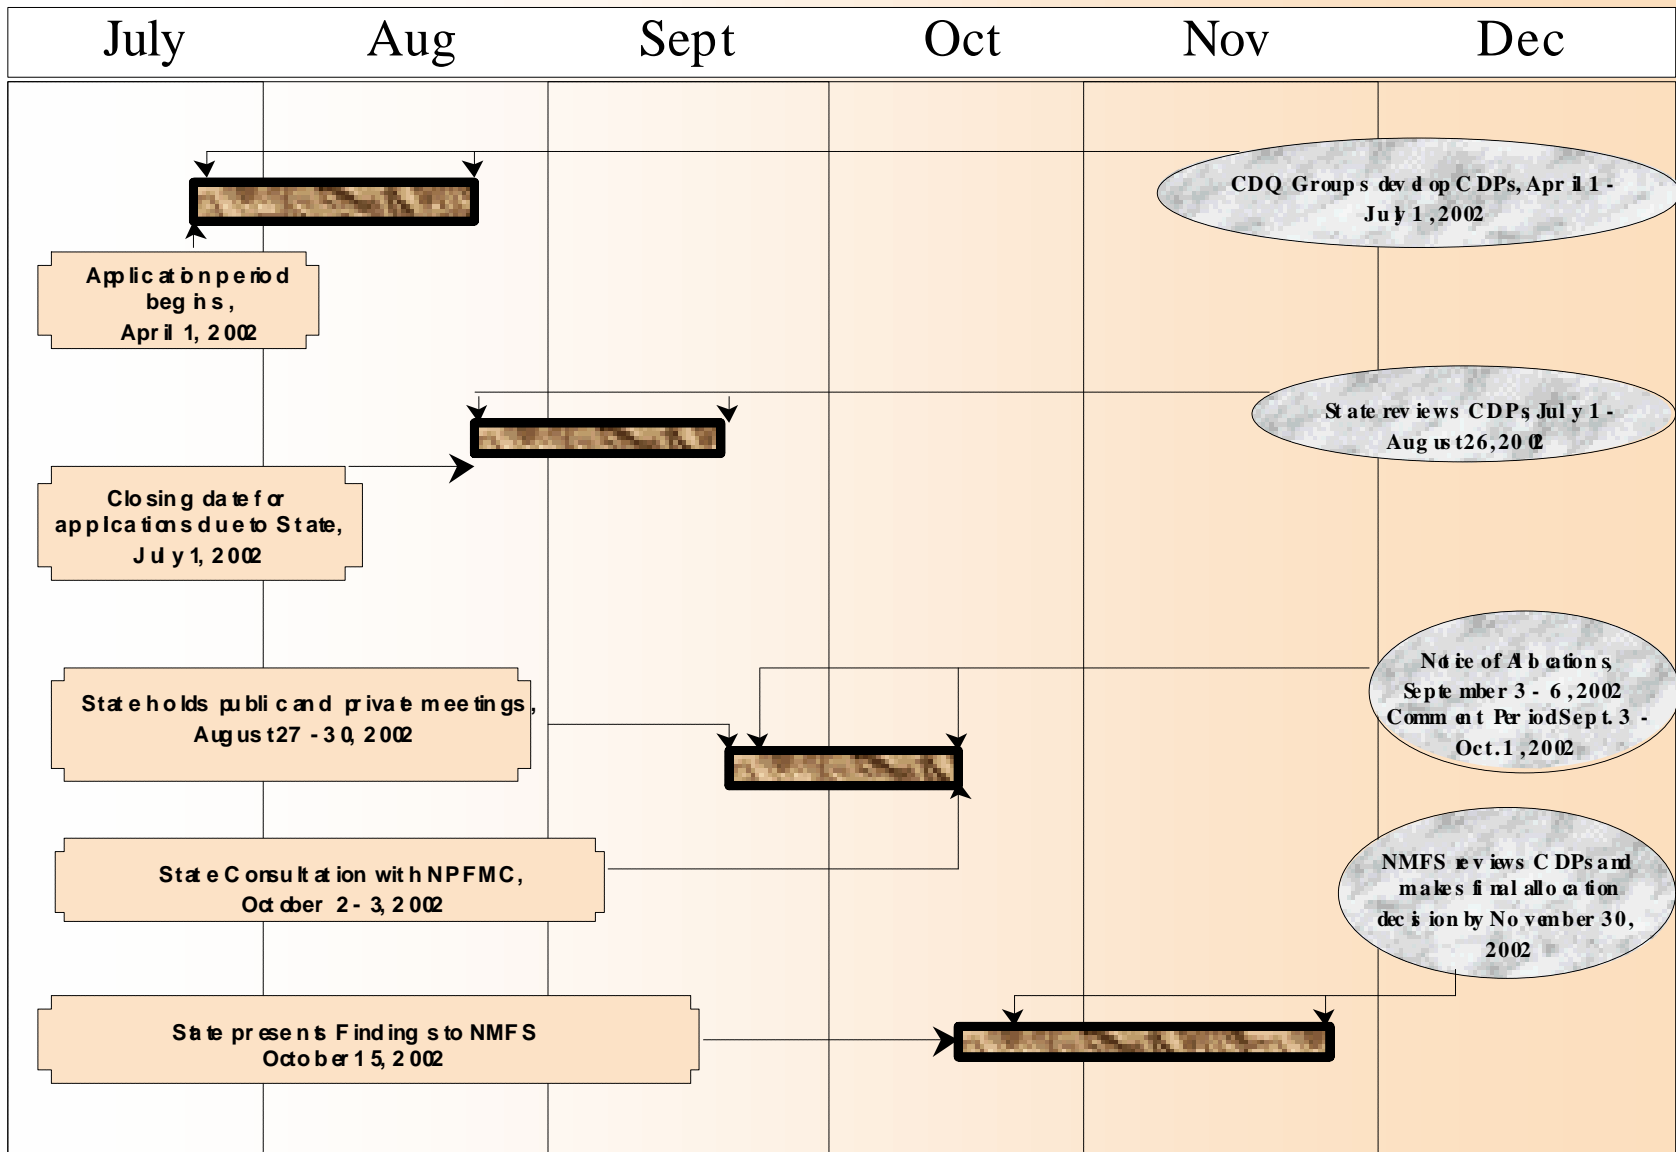 July Aug Sept Oct Nov Dec
CDQ Groups develop CDPs, April 1 -
July 1, 2002
Application period
begins,
April 1, 2002
State reviews CDPs, July 1 -
August 26, 2002
Closing date for
applications due to State,
July 1, 2002
Notice of Allocations,
September 3 - 6, 2002
Comment Period Sept. 3 -
Oct. 1, 2002
State holds public and private meetings,
August 27 - 30, 2002
NMFS reviews CDPs and
makes final allocation
decision by November 30,
2002
State Consultation with NPFMC,
October 2 - 3, 2002
State presents Findings to NMFS
October 15, 2002